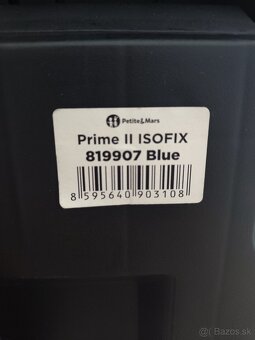 Petite&Mars
Prime II ISOFIX
819907 Blue
8 595640 903108
Bazos.sk